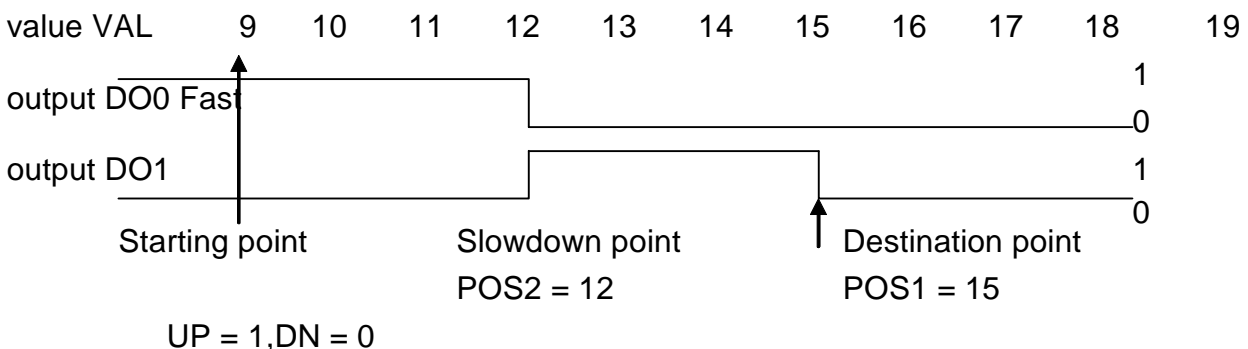 value VAL 9 10 11 12 13 14 15 16 17 18 19
1
output DO0 Fast
0
output DO1 1
0
Starting point Slowdown point Destination point
POS2 = 12 POS1 = 15
UP = 1,DN = 0